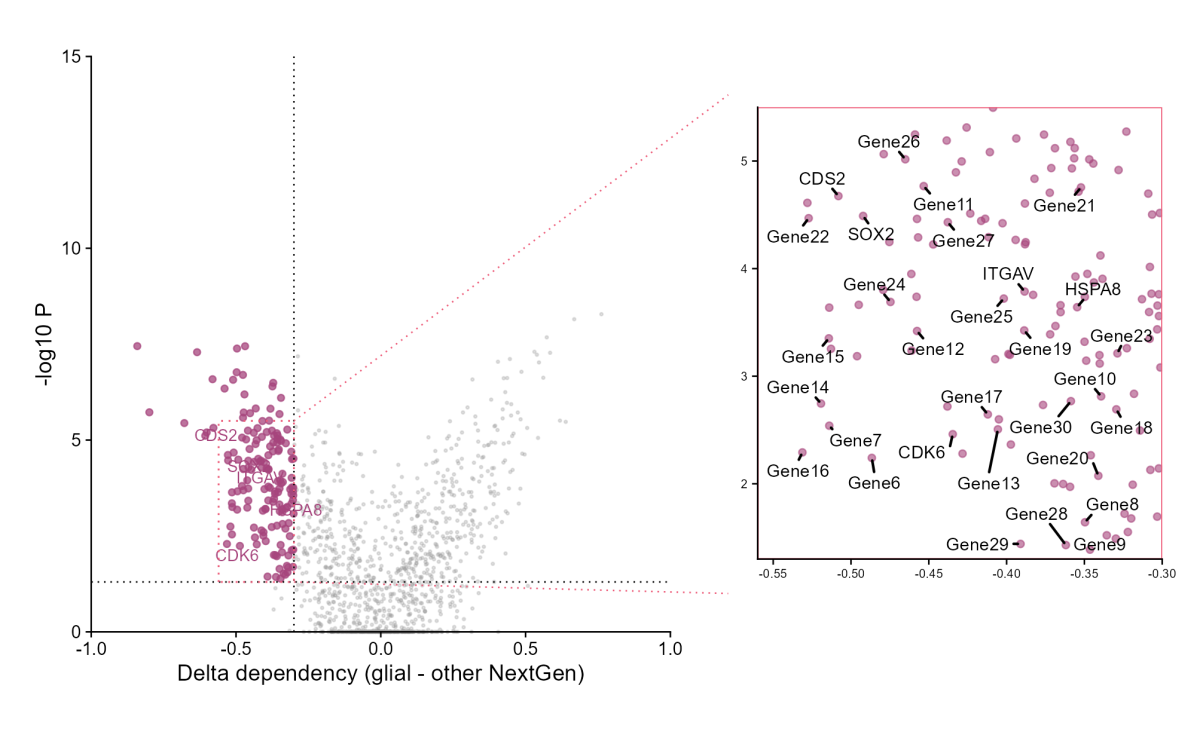 15
10
5
0
-log10 P
-1.0
-0.5
0.0
0.5
1.0
Delta dependency (glial - other NextGen)
CDS2
SOX2
ITGAV
HSPA8
CDK6
5
4
3
2
-0.55
-0.50
-0.45
-0.40
-0.35
-0.30
Gene26
CDS2
Gene11
Gene21
Gene22
SOX2
Gene27
ITGAV
Gene24
HSPA8
Gene25
Gene23
Gene15
Gene12
Gene19
Gene14
Gene10
Gene17
Gene7
Gene30
Gene18
CDK6
Gene16
Gene6
Gene13
Gene20
Gene8
Gene28
Gene29
Gene9